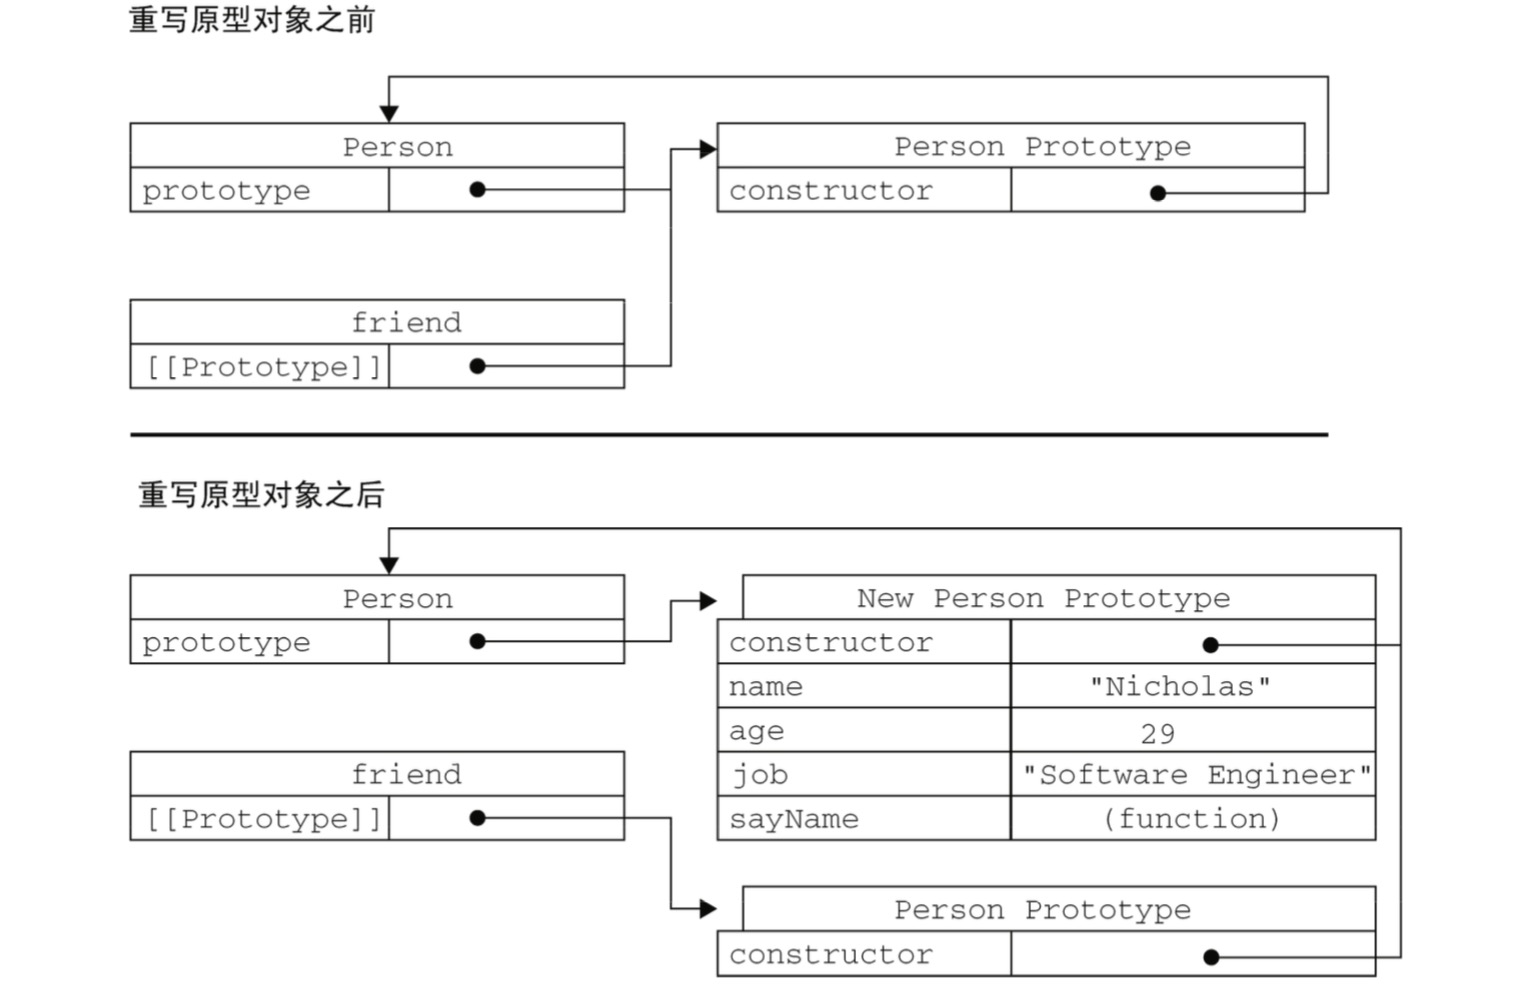 重写原型对象之前
Person
prototype
Person Prototype
constructor
friend
[[Prototype]]
重写原型对象之后
Person
prototype
New Person Prototype
constructor
name "Nicholas"
age 29
job "Software Engineer"
sayName (function)
friend
[[Prototype]]
Person Prototype
constructor